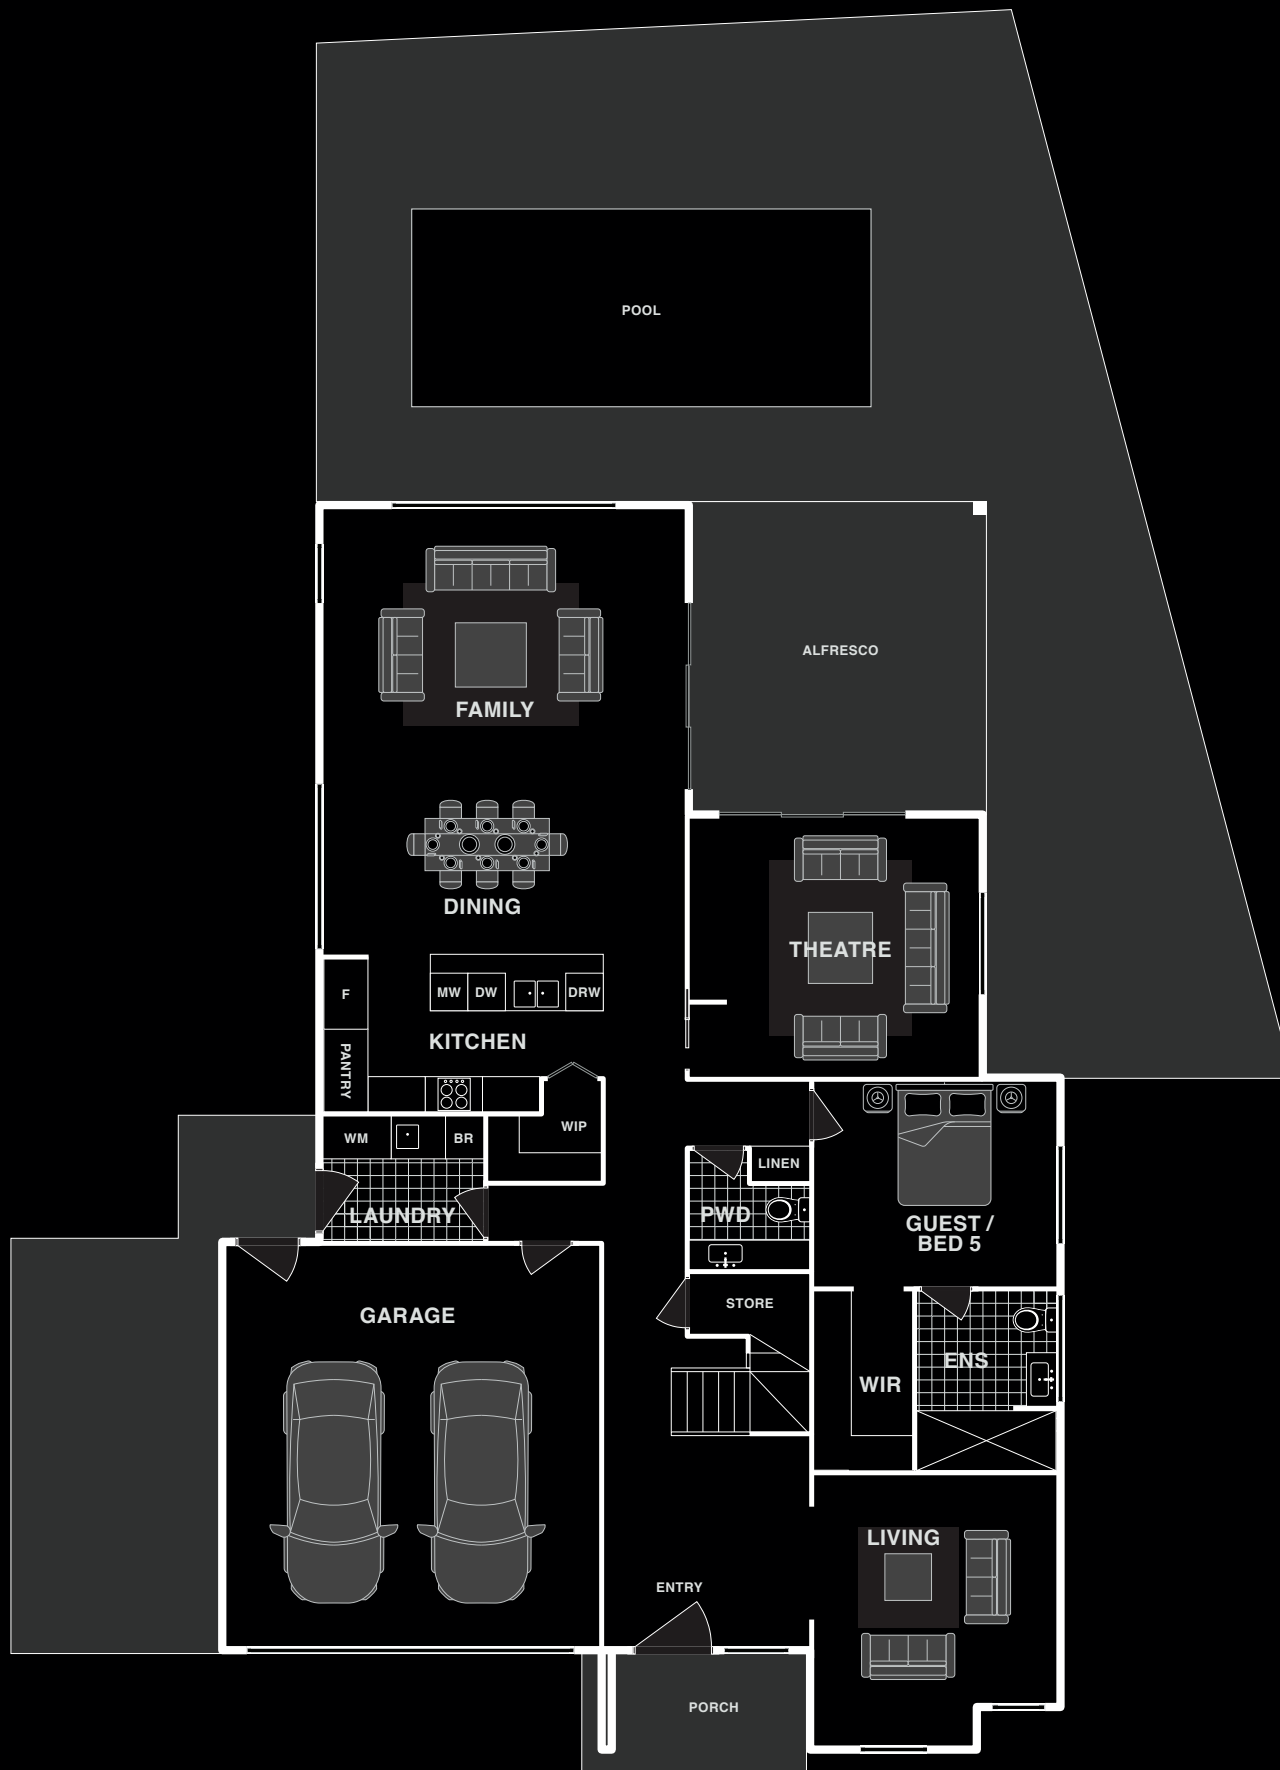 POOL
ALFRESCO
FAMILY
DINING
THEATRE
F
MW
DW
DRW
KITCHEN
PANTRY
WIP
WM
BR
LINEN
LAUNDRY
PWD
GUEST /
BED 5
STORE
GARAGE
ENS
WIR
LIVING
ENTRY
PORCH